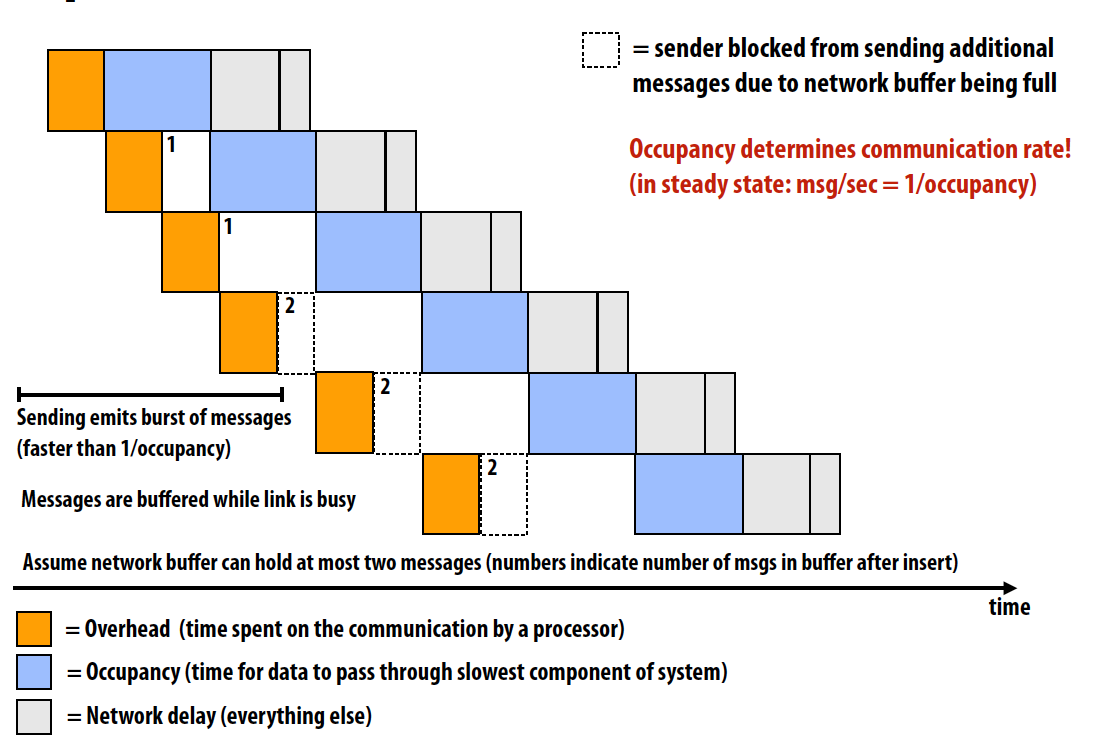 = sender blocked from sending additional
messages due to network buffer being full
Occupancy determines communication rate!
(in steady state: msg/sec = 1/occupancy)
1
1
2
2
2
Sending emits burst of messages
(faster than 1/occupancy)
Messages are buffered while link is busy
Assume network buffer can hold at most two messages (numbers indicate number of msgs in buffer after insert)
time
= Overhead (time spent on the communication by a processor)
= Occupancy (time for data to pass through slowest component of system)
= Network delay (everything else)